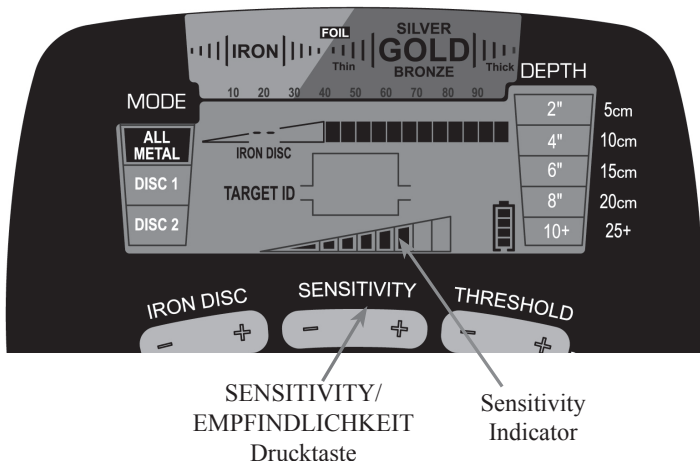 FOIL
SILVER
IRON
GOLD
Thin
BRONZE
Thick
DEPTH
10 20 30 40 50 60 70 80 90
MODE
ALL
METAL
DISC 1
DISC 2
IRON DISC
TARGET ID
2" 5cm
4" 10cm
6" 15cm
8" 20cm
10+ 25+
IRON DISC
- +
SENSITIVITY
- +
THRESHOLD
- +
SENSITIVITY/
EMPFINDLICHKEIT
Drucktaste
Sensitivity
Indicator